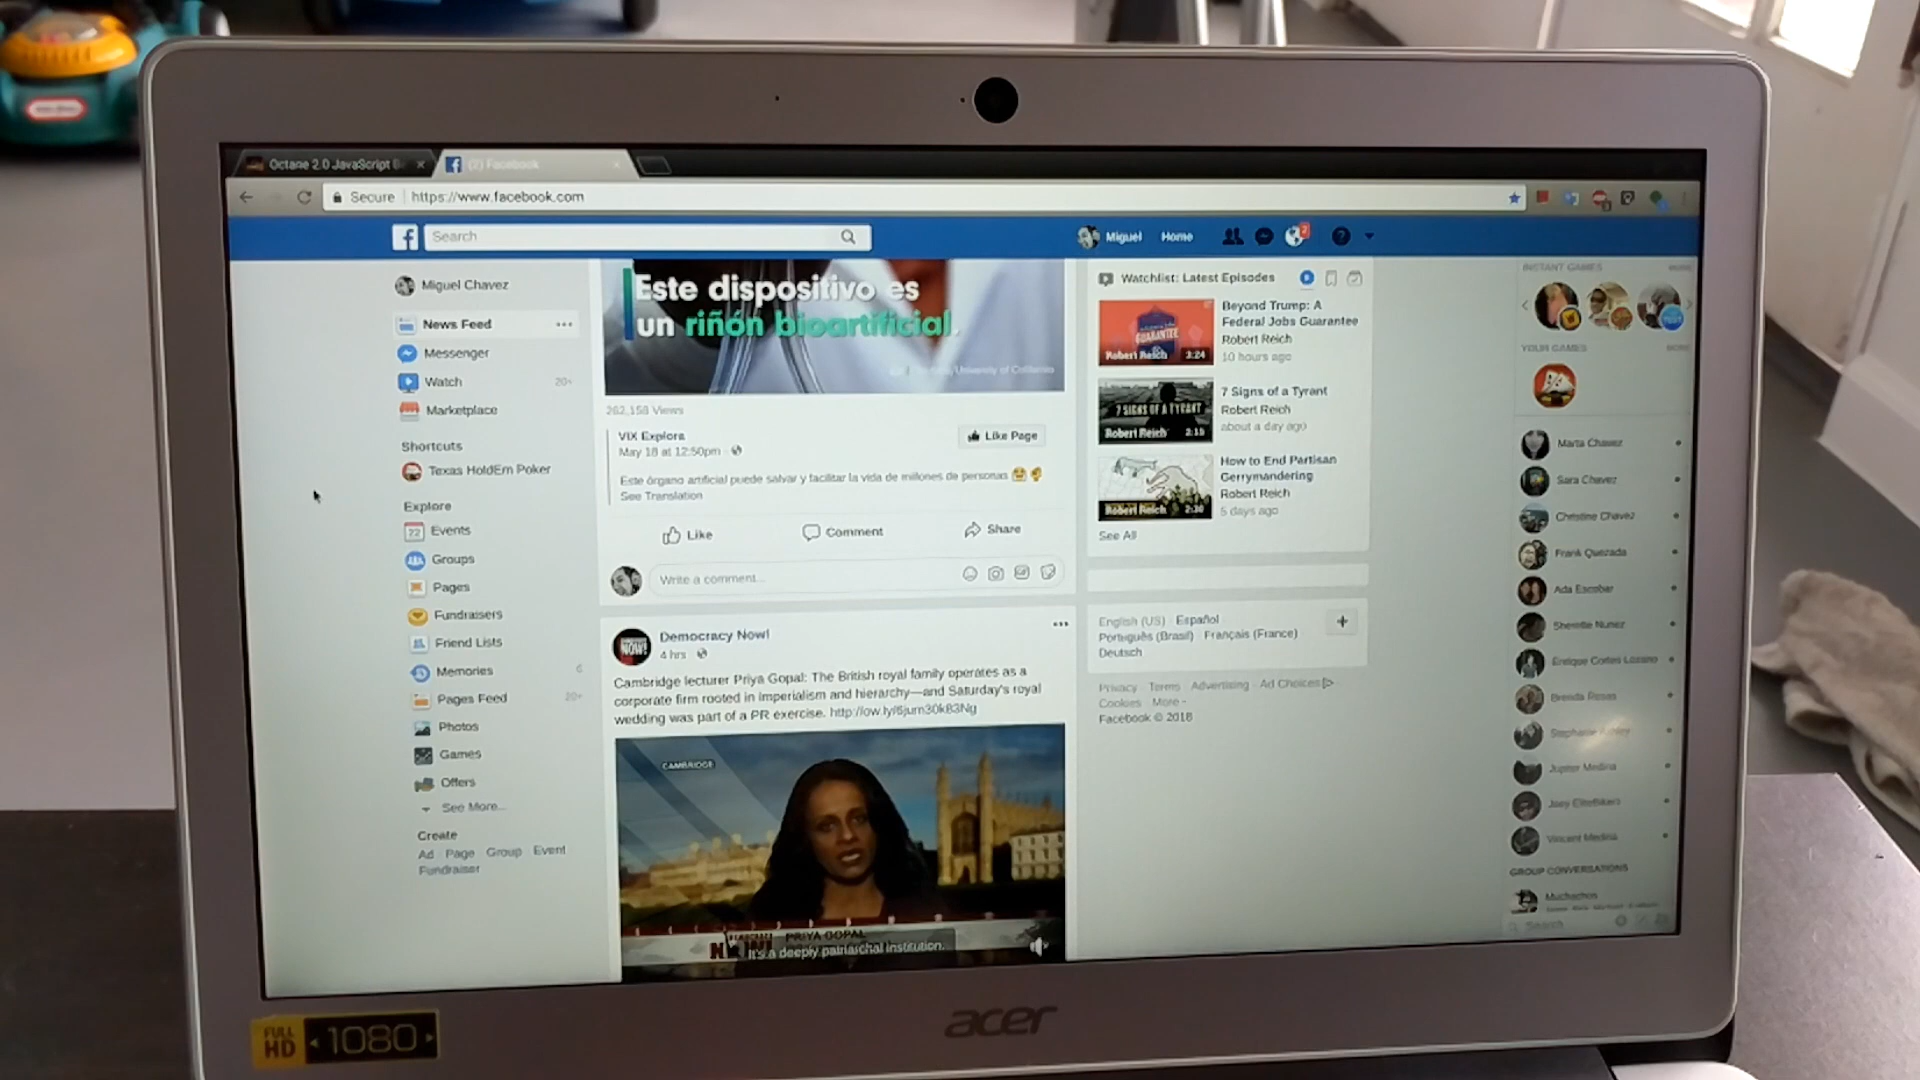 Octane 2.0 JavaScript B
(2) Facebook
Secure
https://www.facebook.com
Search
Miguel
Home
2
Miguel Chavez
News Feed
Messenger
Watch
20+
Marketplace
Shortcuts
Texas HoldEm Poker
Explore
Events
Groups
Pages
Fundraisers
Friend Lists
Memories
6
Pages Feed
20+
Photos
Games
Offers
See More...
Create
Ad Page Group Event
Fundraiser
Este dispositivo es
un riñón bioartificial.
University of California
262,158 Views
VIX Explora
May 18 at 12:50pm
Like Page
Este órgano artificial puede salvar y facilitar la vida de millones de personas
See Translation
Like
Comment
Share
Write a comment...
Democracy Now!
4 hrs
Cambridge lecturer Priya Gopal: The British royal family operates as a
corporate firm rooted in imperialism and hierarchy—and Saturday's royal
wedding was part of a PR exercise.
CAMBRIDGE
PRIYA GOPAL
It's a deeply patriarchal institution.
Watchlist: Latest Episodes
GUARANTEE
Robert Reich 3:24
Beyond Trump: A
Federal Jobs Guarantee
Robert Reich
10 hours ago
7 SIGNS OF A TYRANT
Robert Reich 2:15
7 Signs of a Tyrant
Robert Reich
about a day ago
Robert Reich 2:30
How to End Partisan
Gerrymandering
Robert Reich
5 days ago
See All
English (US) · Español
Português (Brasil) · Français (France)
Deutsch
Privacy · Terms · Advertising · Ad Choices
Cookies · More
Facebook © 2018
INSTANT GAMES
MORE
YOUR GAMES
MORE
Marta Chavez
Sara Chavez
Christine Chavez
Frank Quezada
Ada Escobar
Enrique Cortes Lozano
Brenda Rosas
Stephanie Ashley
Jupiter Medina
Vincent Medina
GROUP CONVERSATIONS
Muchachos
Search
FULL
HD
1080
acer